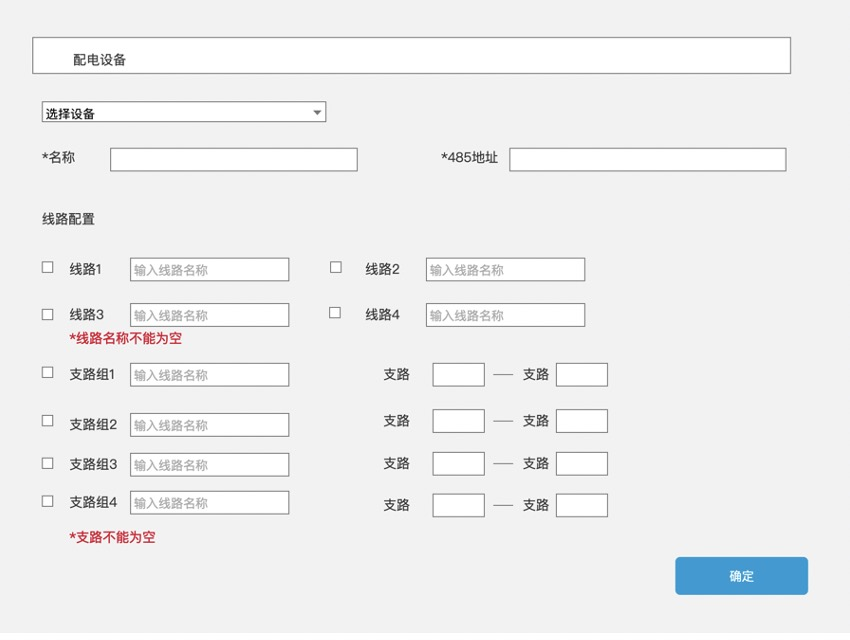 配电设备
选择设备
*名称 *485地址
线路配置
线路1 输入线路名称 线路2 输入线路名称
线路3 输入线路名称 线路4 输入线路名称
*线路名称不能为空
支路组1 输入线路名称 支路 — 支路
支路组2 输入线路名称 支路 — 支路
支路组3 输入线路名称 支路 — 支路
支路组4 输入线路名称 支路 — 支路
*支路不能为空
确定